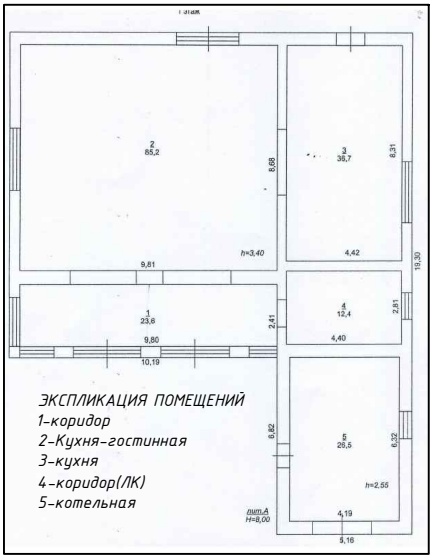 1 этаж
2
85,2
8,68
3
36,7
8,31
h=3,40
4,42
19,30
9,81
1
23,6
2,41
4
12,4
2,81
9,80
4,40
10,19
ЭКСПЛИКАЦИЯ ПОМЕЩЕНИЙ
1-коридор
2-Кухня-гостинная
3-кухня
4-коридор(ЛК)
5-котельная
6,82
5
26,5
6,32
h=2,55
лит.А
Н=8,00
4,19
5,16